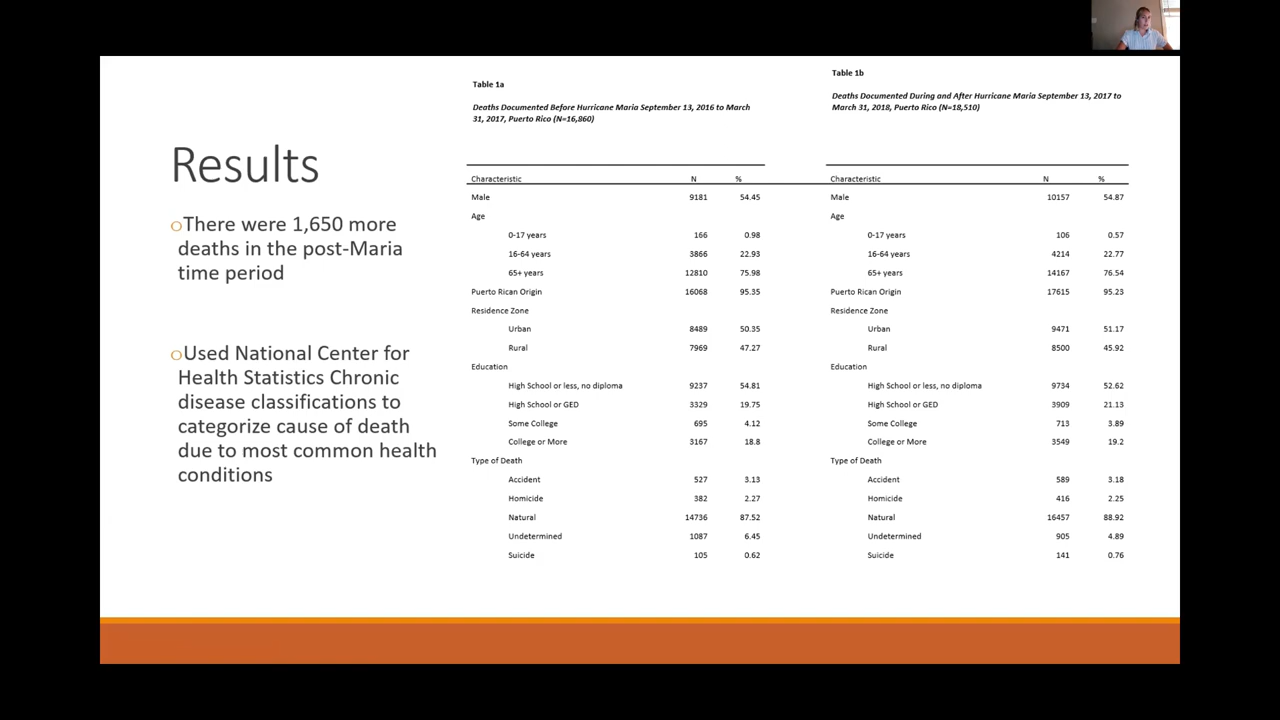 Results
oThere were 1,650 more
deaths in the post-Maria
time period
oUsed National Center for
Health Statistics Chronic
disease classifications to
categorize cause of death
due to most common health
conditions
Table 1a
Deaths Documented Before Hurricane Maria September 13, 2016 to March
31, 2017, Puerto Rico (N=16,860)
Characteristic N %
Male 9181 54.45
Age
0-17 years 166 0.98
16-64 years 3866 22.93
65+ years 12810 75.98
Puerto Rican Origin 16068 95.35
Residence Zone
Urban 8489 50.35
Rural 7969 47.27
Education
High School or less, no diploma 9237 54.81
High School or GED 3329 19.75
Some College 695 4.12
College or More 3167 18.8
Type of Death
Accident 527 3.13
Homicide 382 2.27
Natural 14736 87.52
Undetermined 1087 6.45
Suicide 105 0.62
Table 1b
Deaths Documented During and After Hurricane Maria September 13, 2017 to
March 31, 2018, Puerto Rico (N=18,510)
Characteristic N %
Male 10157 54.87
Age
0-17 years 106 0.57
16-64 years 4214 22.77
65+ years 14167 76.54
Puerto Rican Origin 17615 95.23
Residence Zone
Urban 9471 51.17
Rural 8500 45.92
Education
High School or less, no diploma 9734 52.62
High School or GED 3909 21.13
Some College 713 3.89
College or More 3549 19.2
Type of Death
Accident 589 3.18
Homicide 416 2.25
Natural 16457 88.92
Undetermined 905 4.89
Suicide 141 0.76